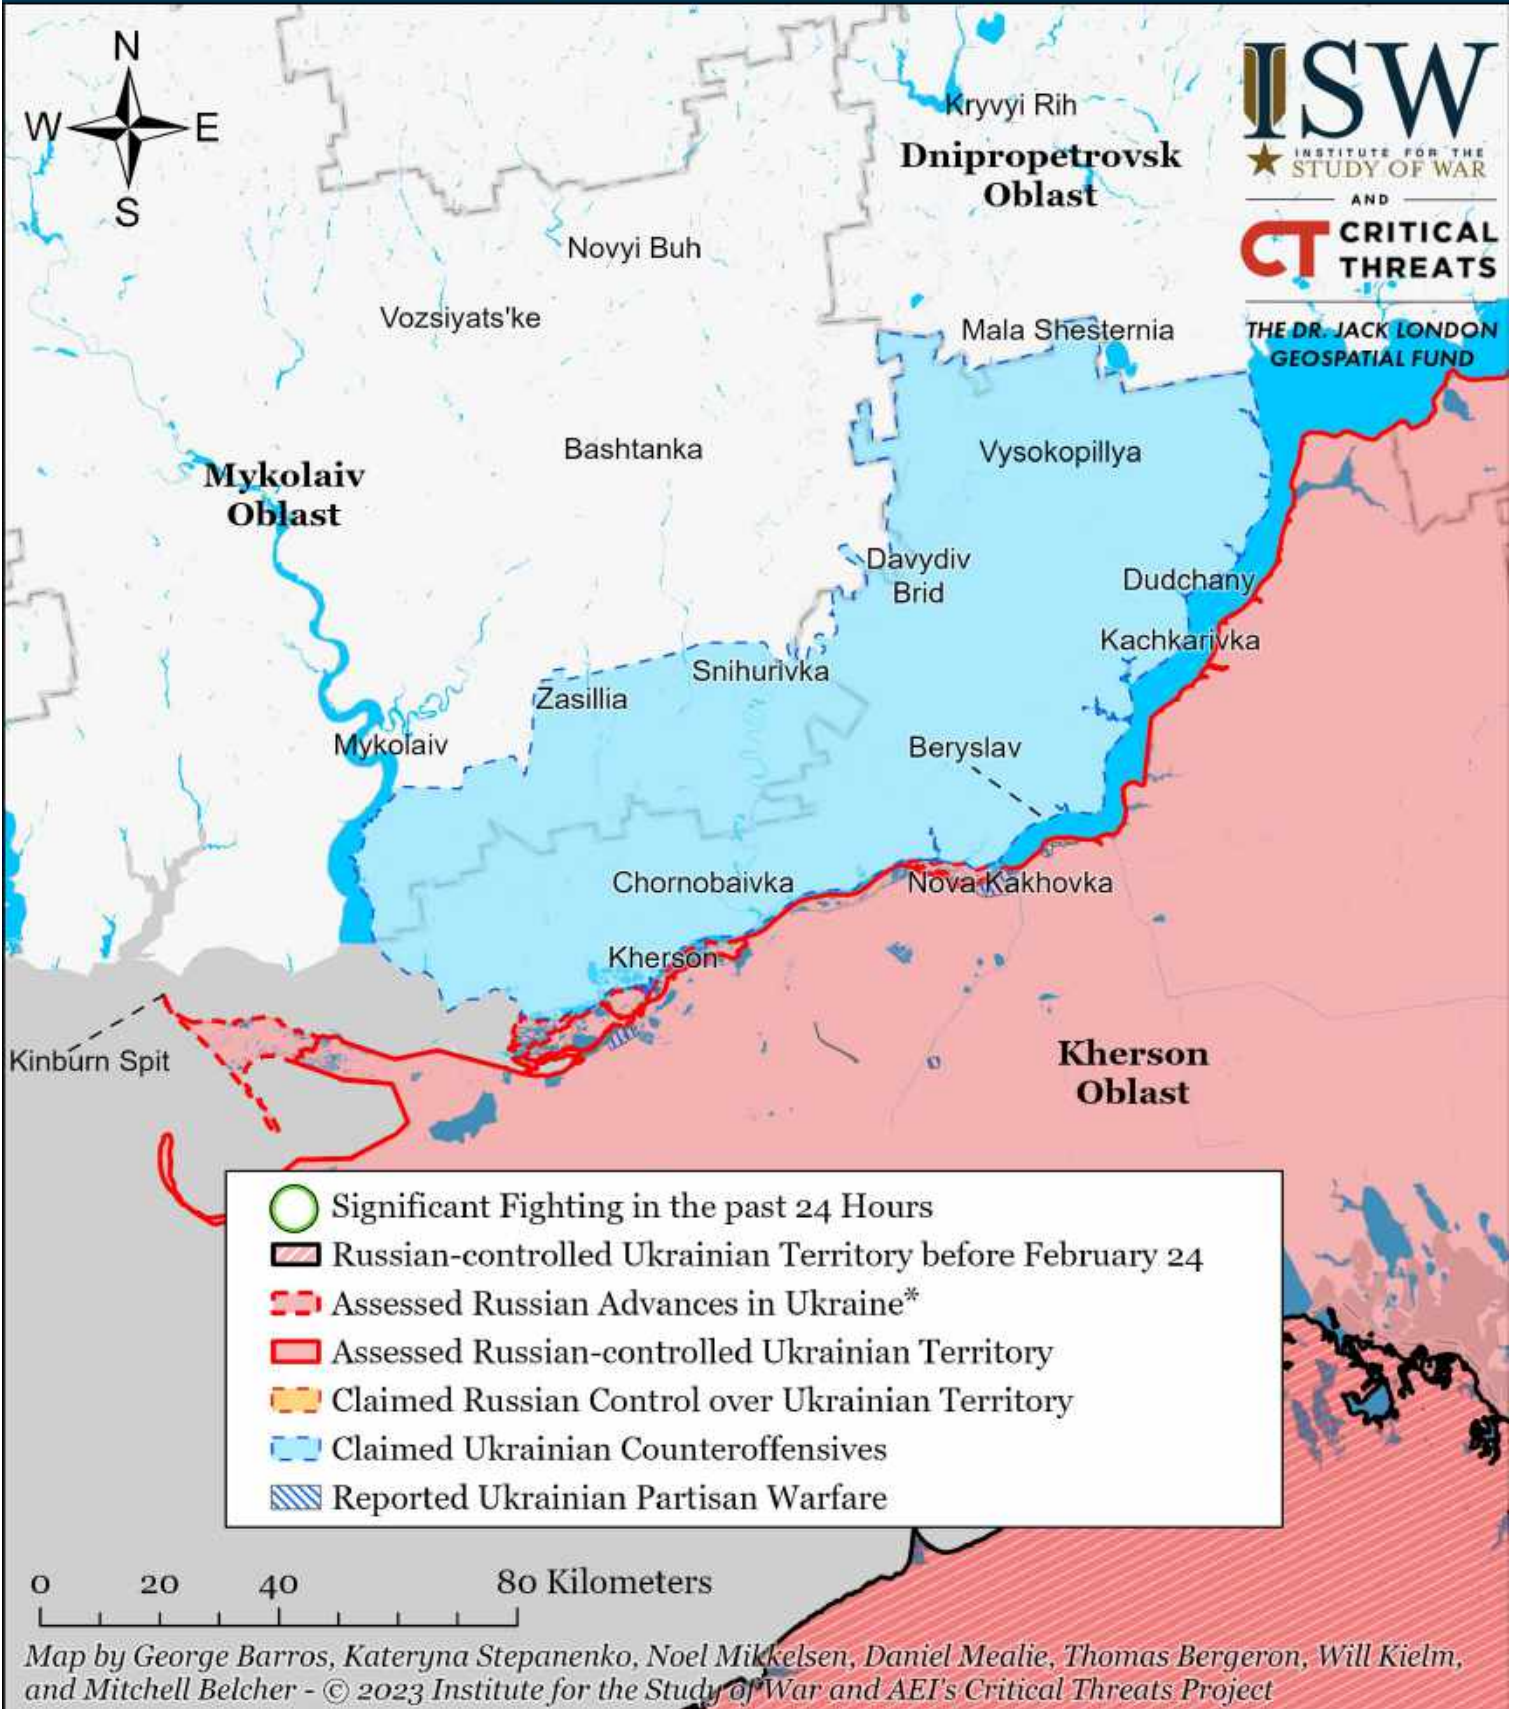 N
W E
S
ISW
INSTITUTE FOR THE
STUDY OF WAR
AND
CT CRITICAL
THREATS
THE DR. JACK LONDON
GEOSPATIAL FUND
Kryvyi Rih
Dnipropetrovsk
Oblast
Novyi Buh
Vozsiyats'ke
Mala Shesternia
Bashtanka
Vysokopillya
Mykolaiv
Oblast
Davydiv
Brid
Dudchany
Kachkarivka
Snihurivka
Zasillia
Mykolaiv
Beryslav
Chornobaivka
Nova Kakhovka
Kherson
Kinburn Spit
Kherson
Oblast
Significant Fighting in the past 24 Hours
Russian-controlled Ukrainian Territory before February 24
Assessed Russian Advances in Ukraine*
Assessed Russian-controlled Ukrainian Territory
Claimed Russian Control over Ukrainian Territory
Claimed Ukrainian Counteroffensives
Reported Ukrainian Partisan Warfare
0 20 40 80 Kilometers
Map by George Barros, Kateryna Stepanenko, Noel Mikkelsen, Daniel Mealie, Thomas Bergeron, Will Kielm,
and Mitchell Belcher - © 2023 Institute for the Study of War and AEI's Critical Threats Project